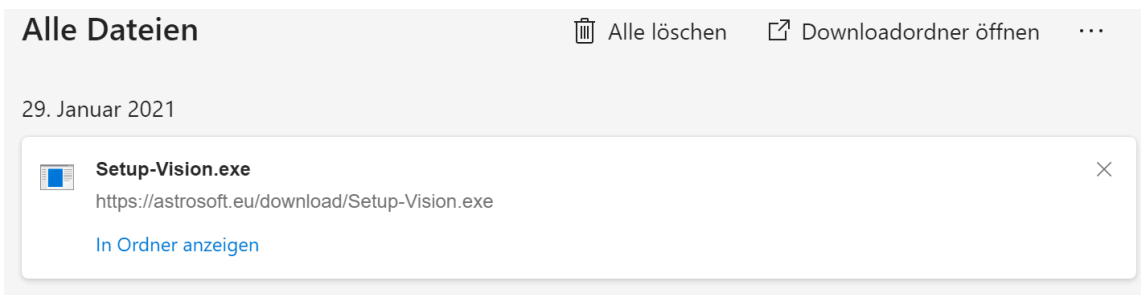 Alle Dateien
Alle löschen
Downloadordner öffnen
...
29. Januar 2021
Setup-Vision.exe
https://astrosoft.eu/download/Setup-Vision.exe
In Ordner anzeigen